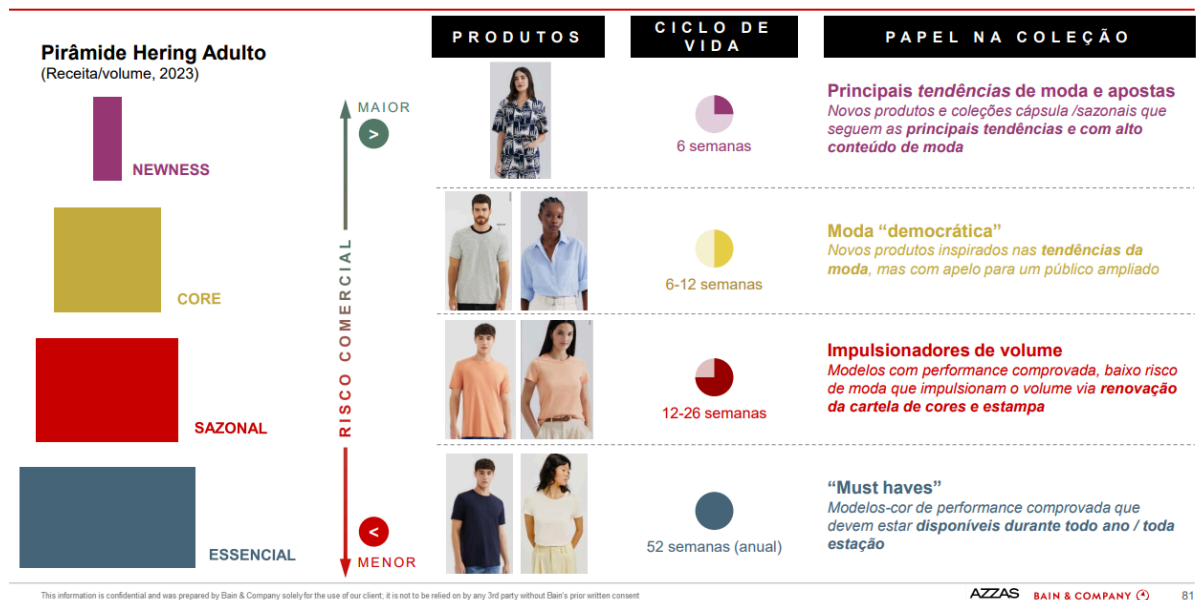 Pirâmide Hering Adulto
(Receita/volume, 2023)
PRODUTOS
CICLO DE
VIDA
PAPEL NA COLEÇÃO
MAIOR
>
RISCO COMERCIAL
<
MENOR
NEWNESS
6 semanas
Principais tendências de moda e apostas
Novos produtos e coleções cápsula /sazonais que
seguem as principais tendências e com alto
conteúdo de moda
CORE
6-12 semanas
Moda “democrática”
Novos produtos inspirados nas tendências da
moda, mas com apelo para um público ampliado
SAZONAL
12-26 semanas
Impulsionadores de volume
Modelos com performance comprovada, baixo risco
de moda que impulsionam o volume via renovação
da cartela de cores e estampa
ESSENCIAL
52 semanas (anual)
“Must haves”
Modelos-cor de performance comprovada que
devem estar disponíveis durante todo ano / toda
estação
This information is confidential and was prepared by Bain & Company solely for the use of our client; it is not to be relied on by any 3rd party without Bain's prior written consent
AZZAS
BAIN & COMPANY
81